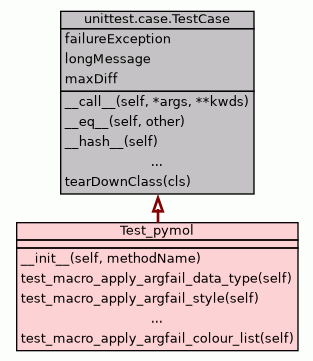 unittest.case.TestCase
failureException
longMessage
maxDiff
__call__(self, *args, **kwds)
__eq__(self, other)
__hash__(self)
...
tearDownClass(cls)
Test_pymol
__init__(self, methodName)
test_macro_apply_argfail_data_type(self)
test_macro_apply_argfail_style(self)
...
test_macro_apply_argfail_colour_list(self)